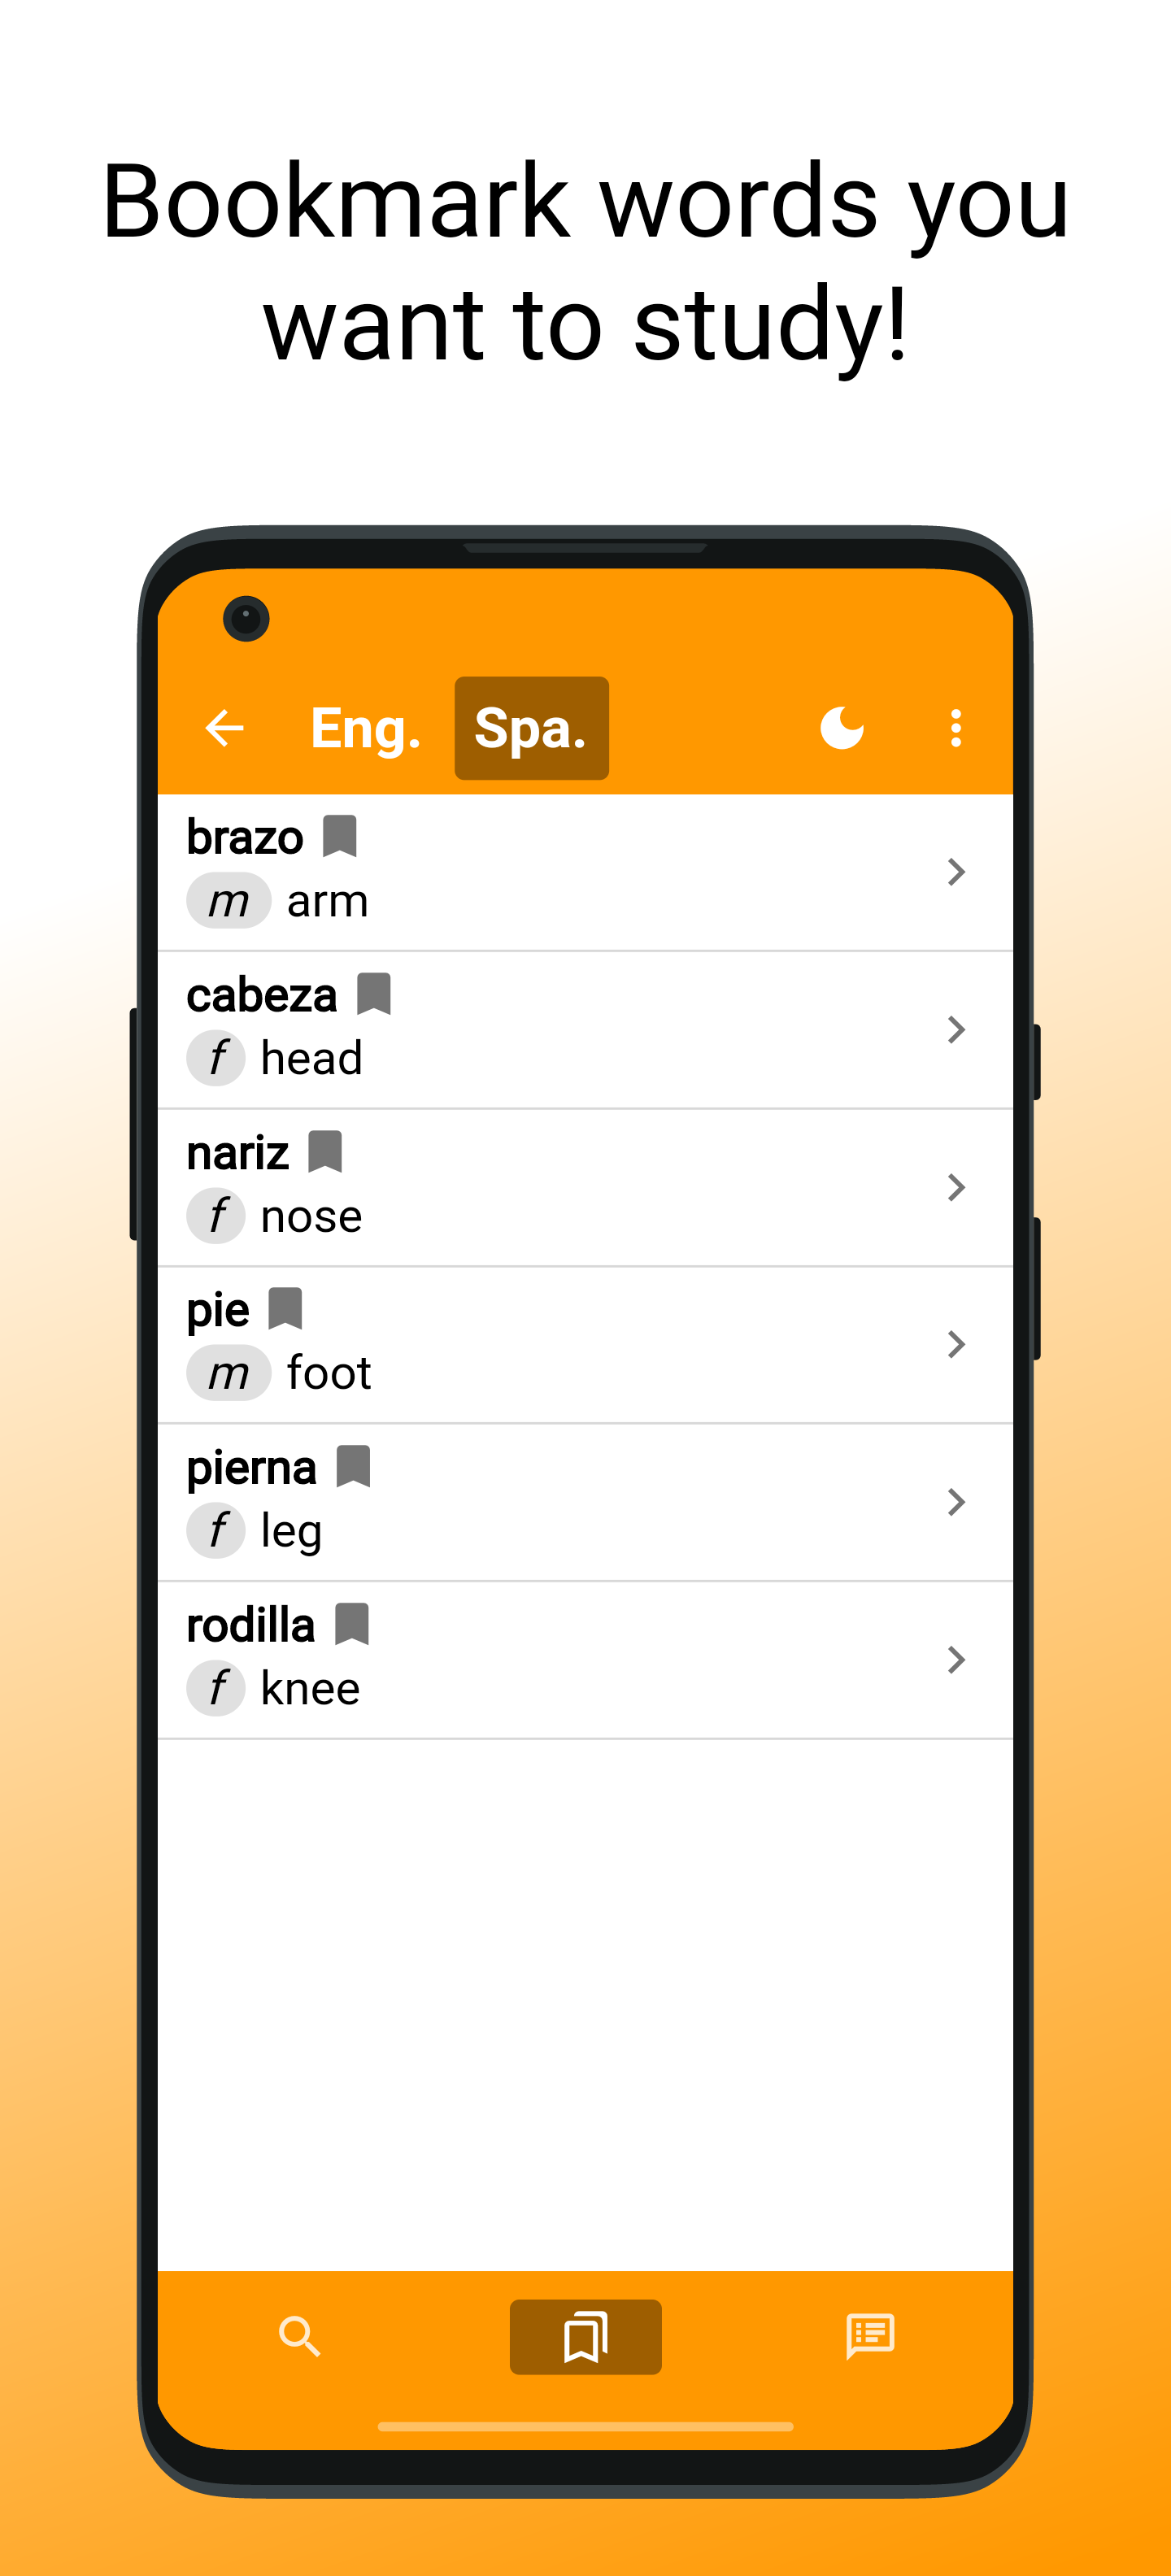 Bookmark words you
want to study!
Eng. Spa.
brazo
m arm
cabeza
f head
nariz
f nose
pie
m foot
pierna
f leg
rodilla
f knee